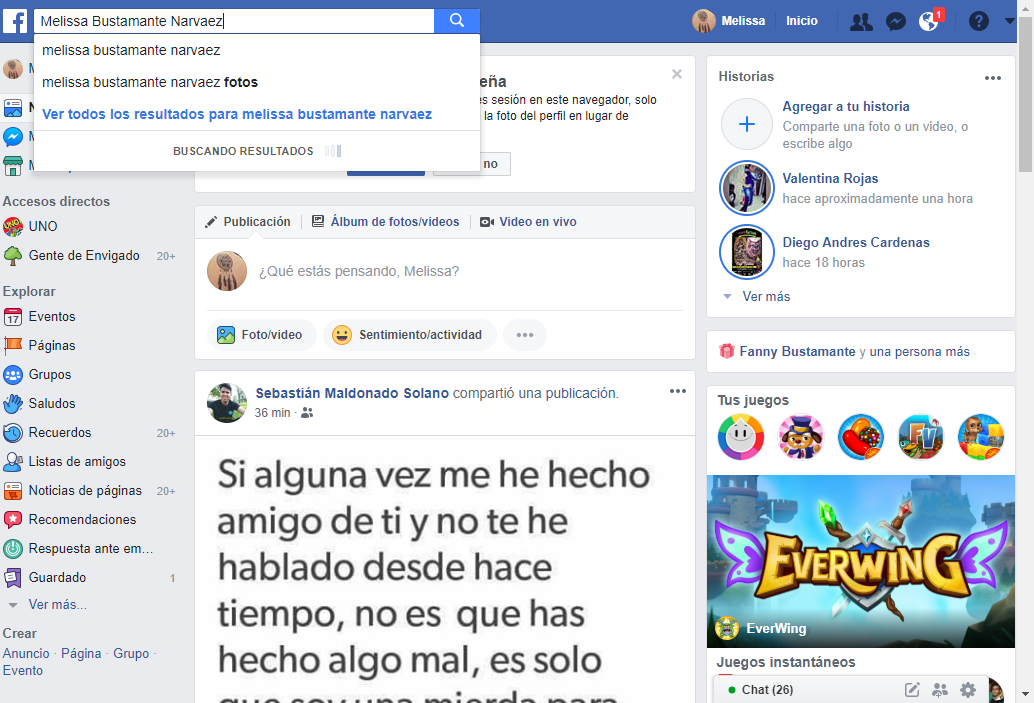 Melissa Bustamante Narvaez
Melissa
Inicio
1
melissa bustamante narvaez
melissa bustamante narvaez fotos
Ver todos los resultados para melissa bustamante narvaez
BUSCANDO RESULTADOS
eña
es sesión en este navegador, solo
la foto del perfil en lugar de
no
Accesos directos
UNO
Gente de Envigado 20+
Explorar
17
Eventos
Páginas
Grupos
Saludos
Recuerdos 20+
Listas de amigos
Noticias de páginas 20+
Recomendaciones
Respuesta ante em...
Guardado 1
Ver más...
Crear
Anuncio · Página · Grupo ·
Evento
Publicación
Álbum de fotos/videos
Video en vivo
¿Qué estás pensando, Melissa?
Foto/video
Sentimiento/actividad
Sebastián Maldonado Solano compartió una publicación.
36 min ·
Si alguna vez me he hecho
amigo de ti y no te he
hablado desde hace
tiempo, no es que has
hecho algo mal, es solo
que soy una mierda para
Historias
Agregar a tu historia
Comparte una foto o un video, o
escribe algo
Valentina Rojas
hace aproximadamente una hora
Diego Andres Cardenas
hace 18 horas
Ver más
Fanny Bustamante y una persona más
Tus juegos
FV
EVERWING
EverWing
Juegos instantáneos
Chat (26)